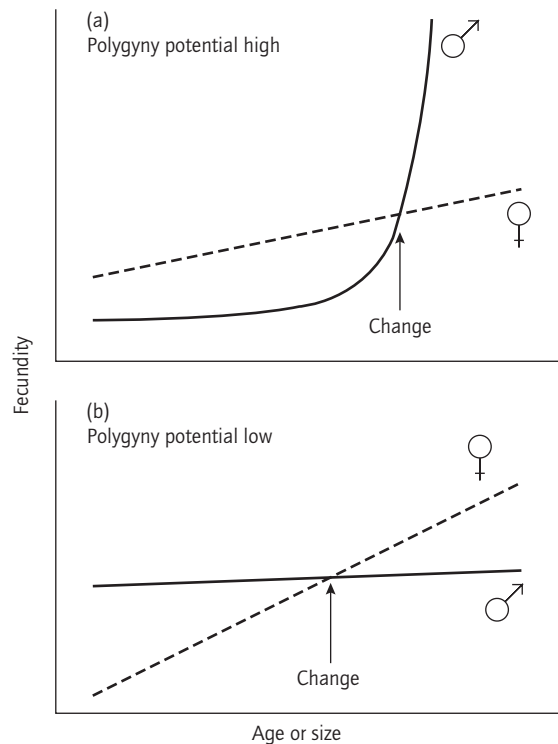 (a)
Polygyny potential high
Change
Fecundity
(b)
Polygyny potential low
Change
Age or size